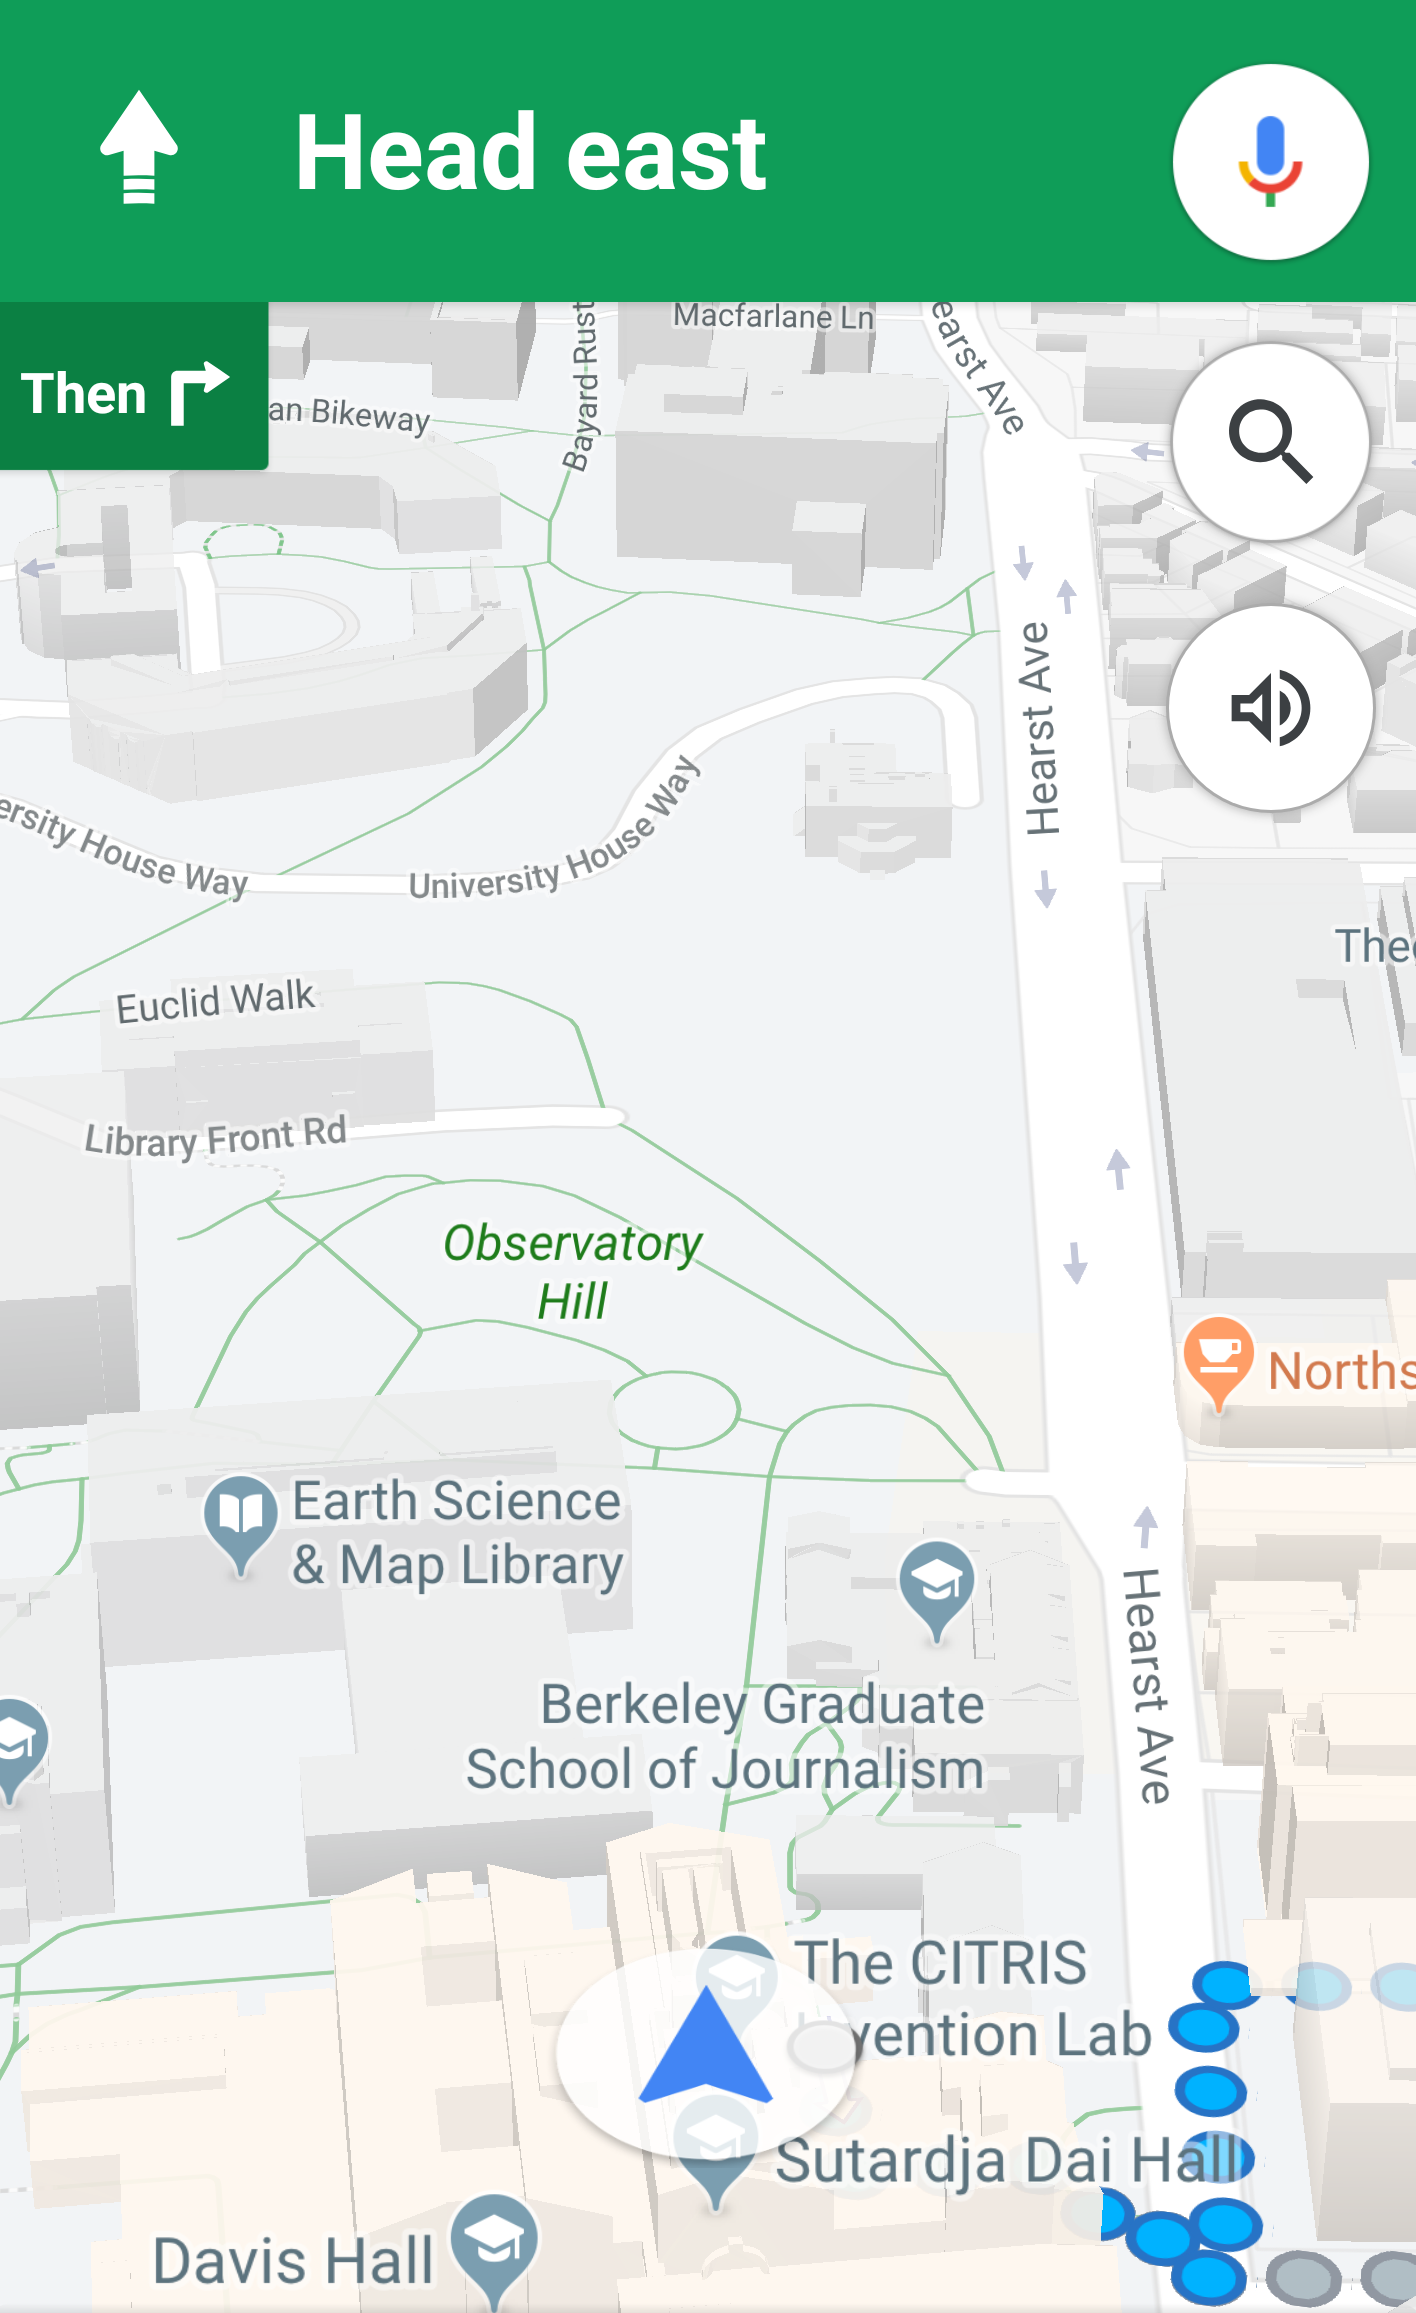 Head east
Then
Macfarlane Ln
earst Ave
an Bikeway
Bayard Rust
Hearst Ave
ersity House Way
University House Way
Thec
Euclid Walk
Library Front Rd
Observatory
Hill
Norths
Earth Science
& Map Library
Hearst Ave
Berkeley Graduate
School of Journalism
The CITRIS
vention Lab
Sutardja Dai Hall
Davis Hall